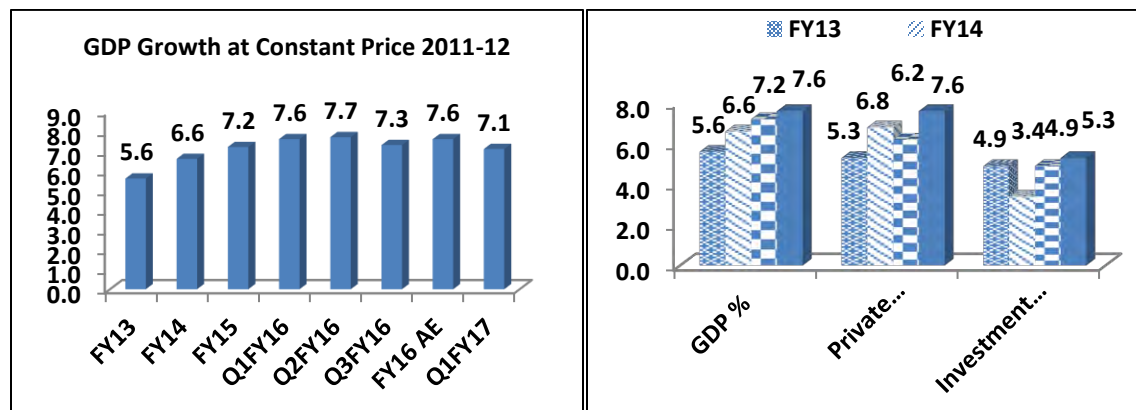 GDP Growth at Constant Price 2011-12
9.0
8.0
7.0
6.0
5.0
4.0
3.0
2.0
1.0
0.0
5.6
6.6
7.2
7.6
7.7
7.3
7.6
7.1
FY13
FY14
FY15
Q1FY16
Q2FY16
Q3FY16
FY16 AE
Q1FY17
FY13 FY14
8.0
6.0
4.0
2.0
0.0
5.6
6.6
7.2
7.6
5.3
6.8
6.2
7.6
4.9
3.4
4.9
5.3
GDP %
Private...
Investment...